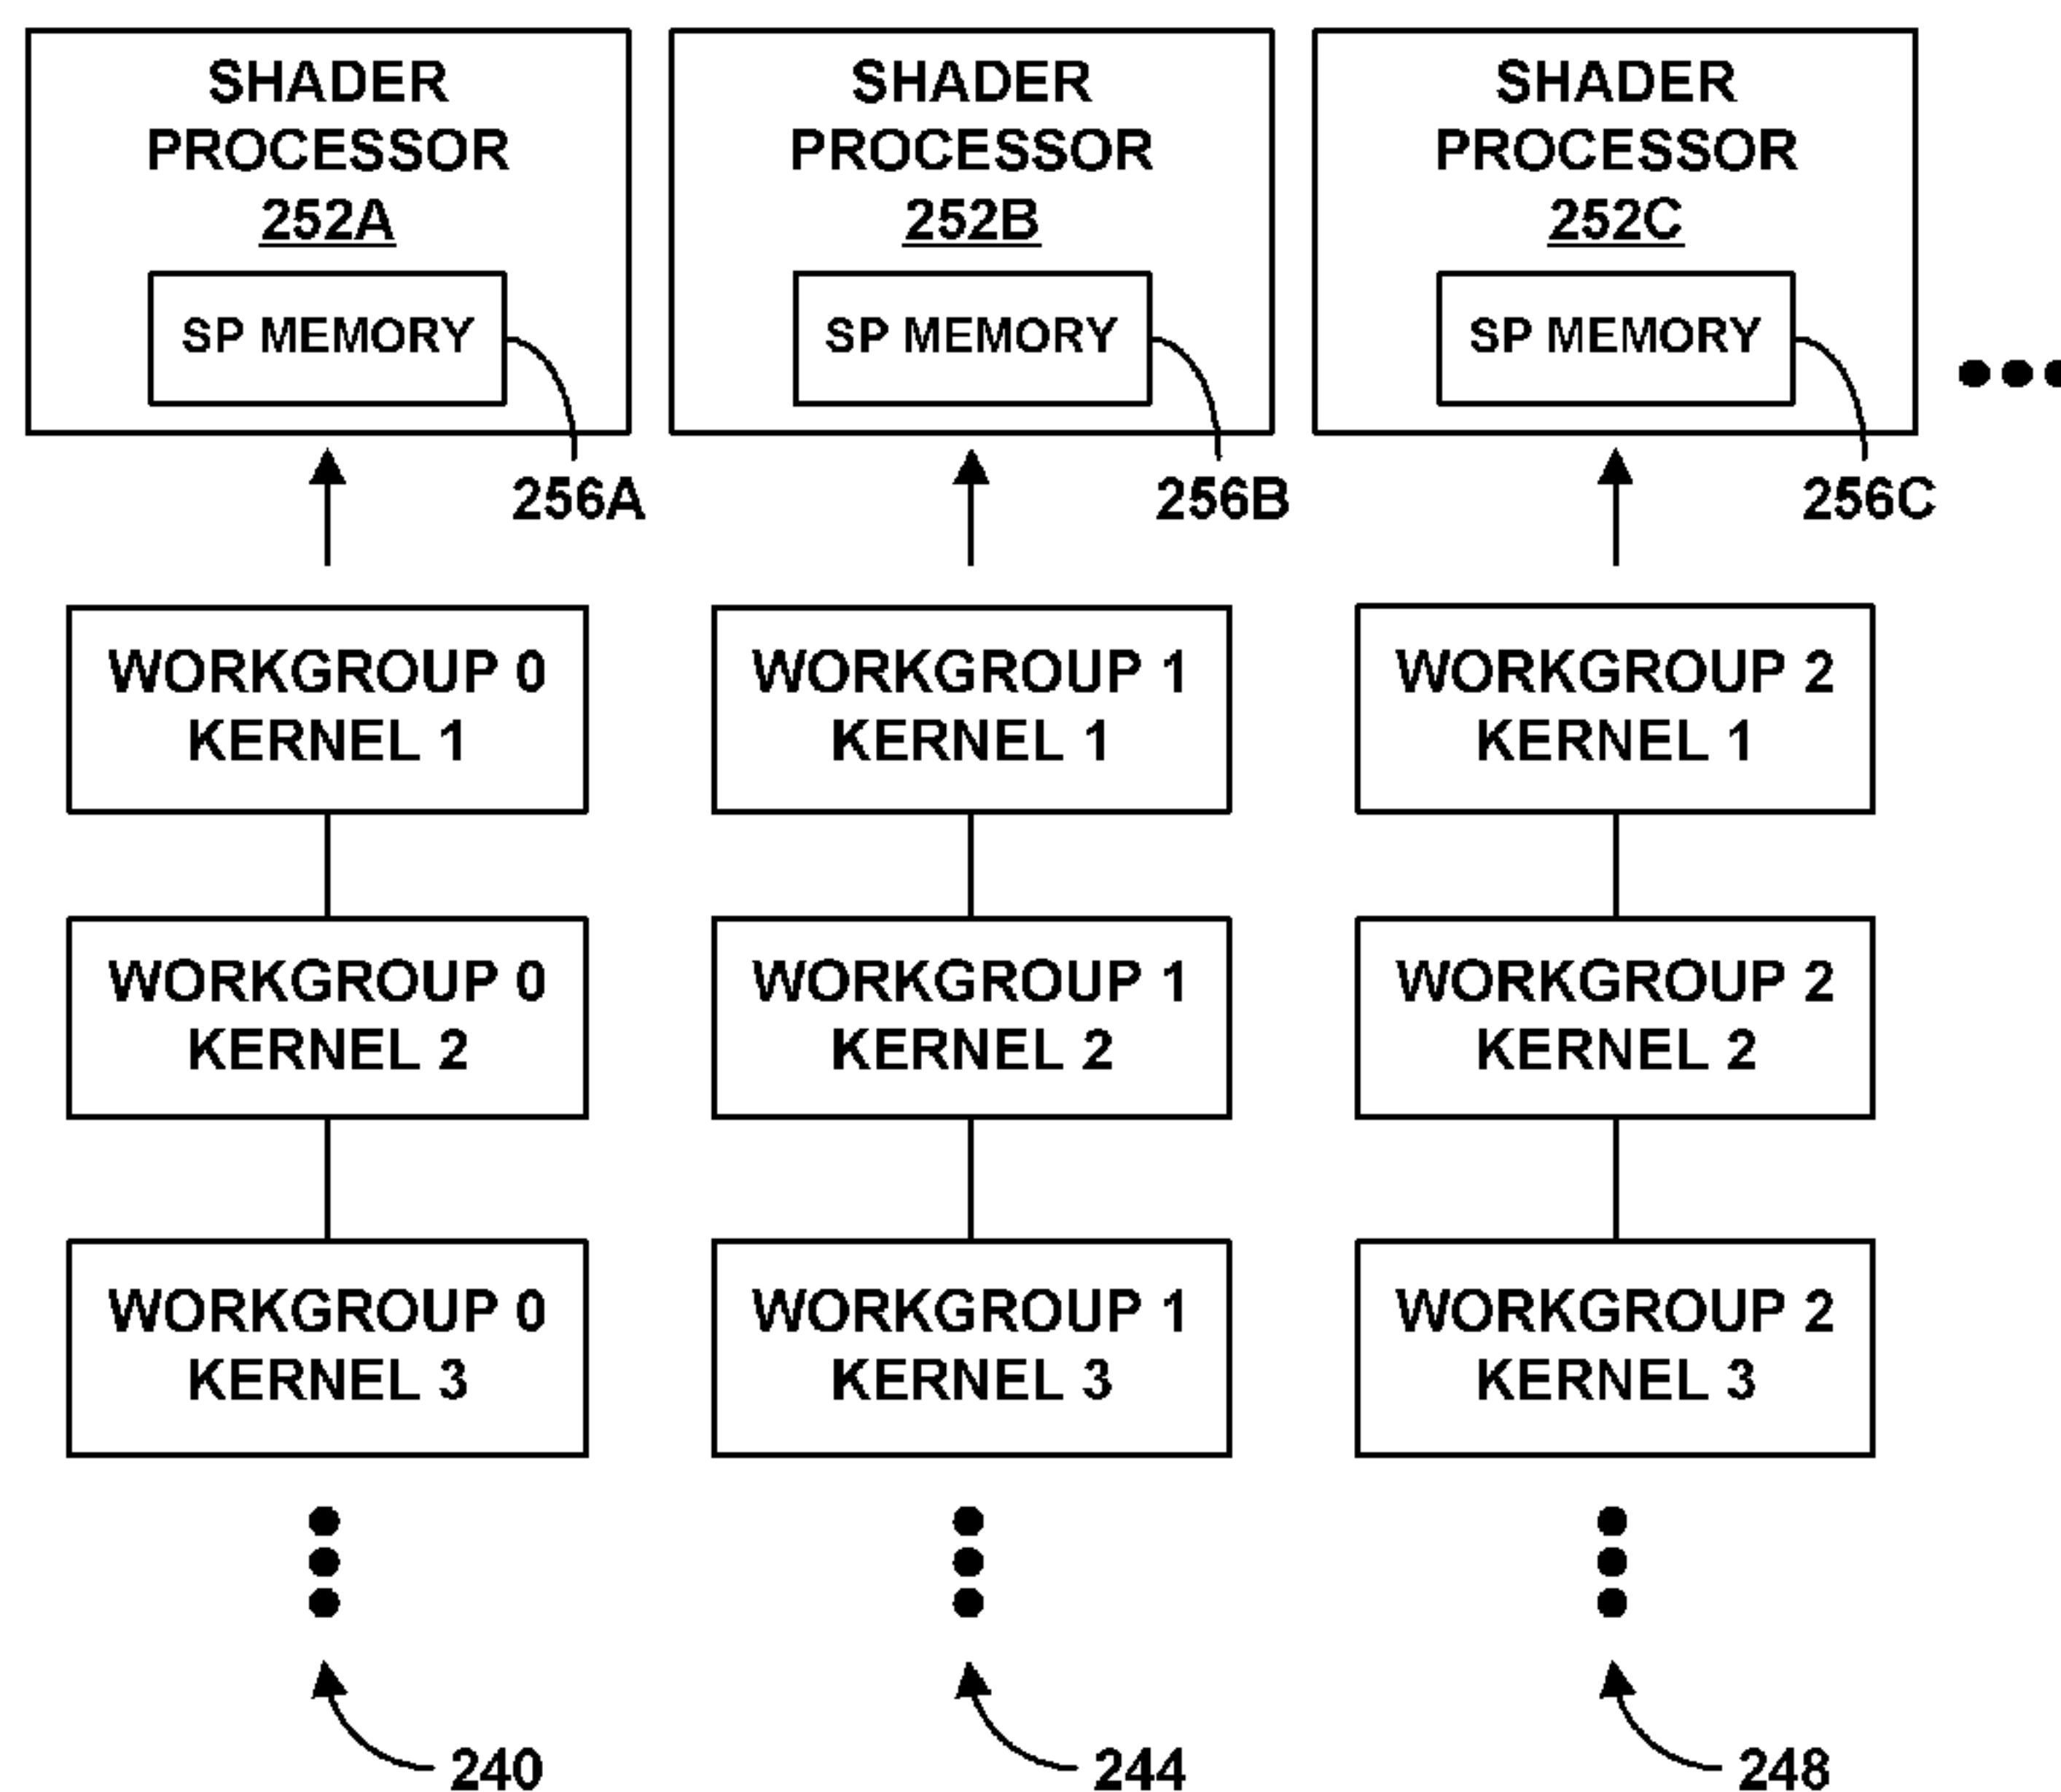 SHADER
PROCESSOR
252A
SP MEMORY
256A
SHADER
PROCESSOR
252B
SP MEMORY
256B
SHADER
PROCESSOR
252C
SP MEMORY
256C
WORKGROUP 0
KERNEL 1
WORKGROUP 1
KERNEL 1
WORKGROUP 2
KERNEL 1
WORKGROUP 0
KERNEL 2
WORKGROUP 1
KERNEL 2
WORKGROUP 2
KERNEL 2
WORKGROUP 0
KERNEL 3
WORKGROUP 1
KERNEL 3
WORKGROUP 2
KERNEL 3
240
244
248